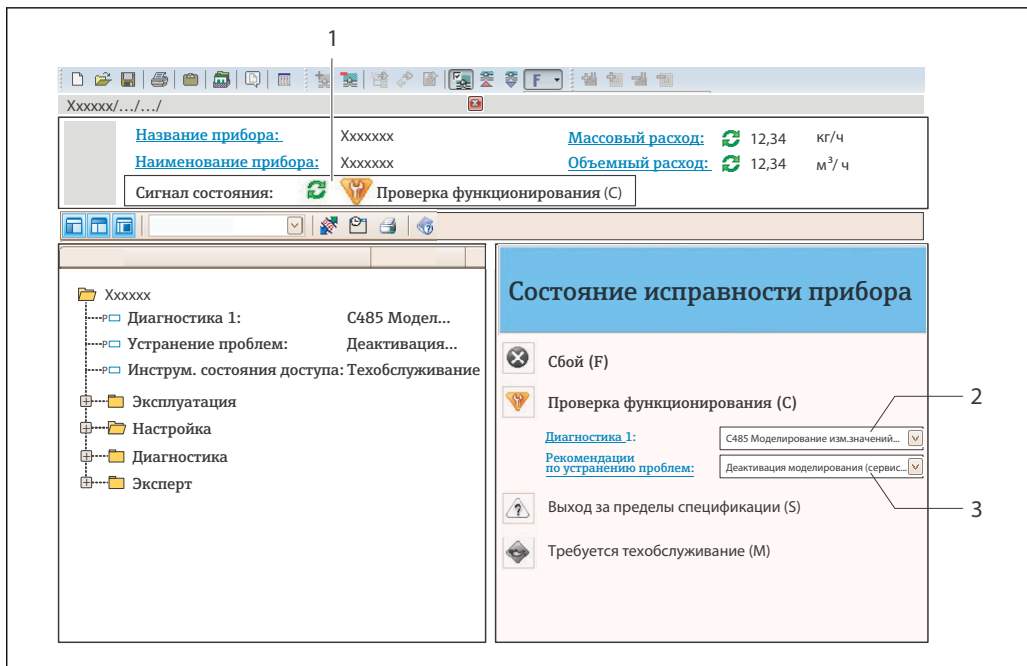 1
F
Xxxxxx/.../.../
Название прибора: Xxxxxxx Массовый расход: 12,34 кг/ч
Наименование прибора: Xxxxxxx Объемный расход: 12,34 м³/ ч
Сигнал состояния: Проверка функционирования (C)
Xxxxxx
Диагностика 1: C485 Модел...
Устранение проблем: Деактивация...
Инструм. состояния доступа: Техобслуживание
Эксплуатация
Настройка
Диагностика
Эксперт
Состояние исправности прибора
Сбой (F)
Проверка функционирования (C)
2
Диагностика 1: C485 Моделирование изм.значений...
Рекомендации
по устранению проблем: Деактивация моделирования (сервис...
3
Выход за пределы спецификации (S)
Требуется техобслуживание (M)